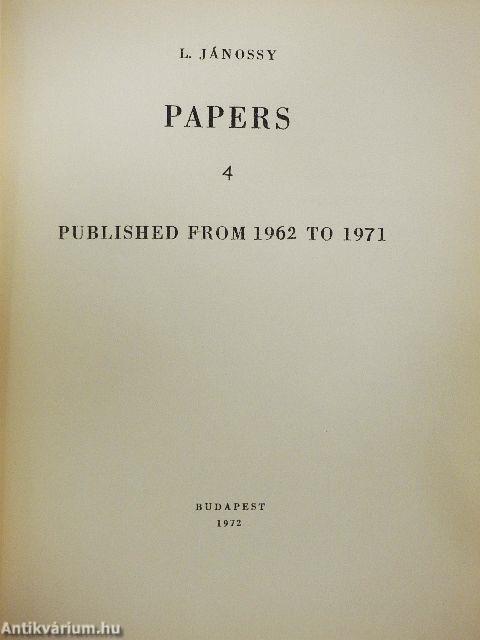 L. JÁNOSSY
PAPERS
4
PUBLISHED FROM 1962 TO 1971
BUDAPEST
1972
Antikvárium.hu